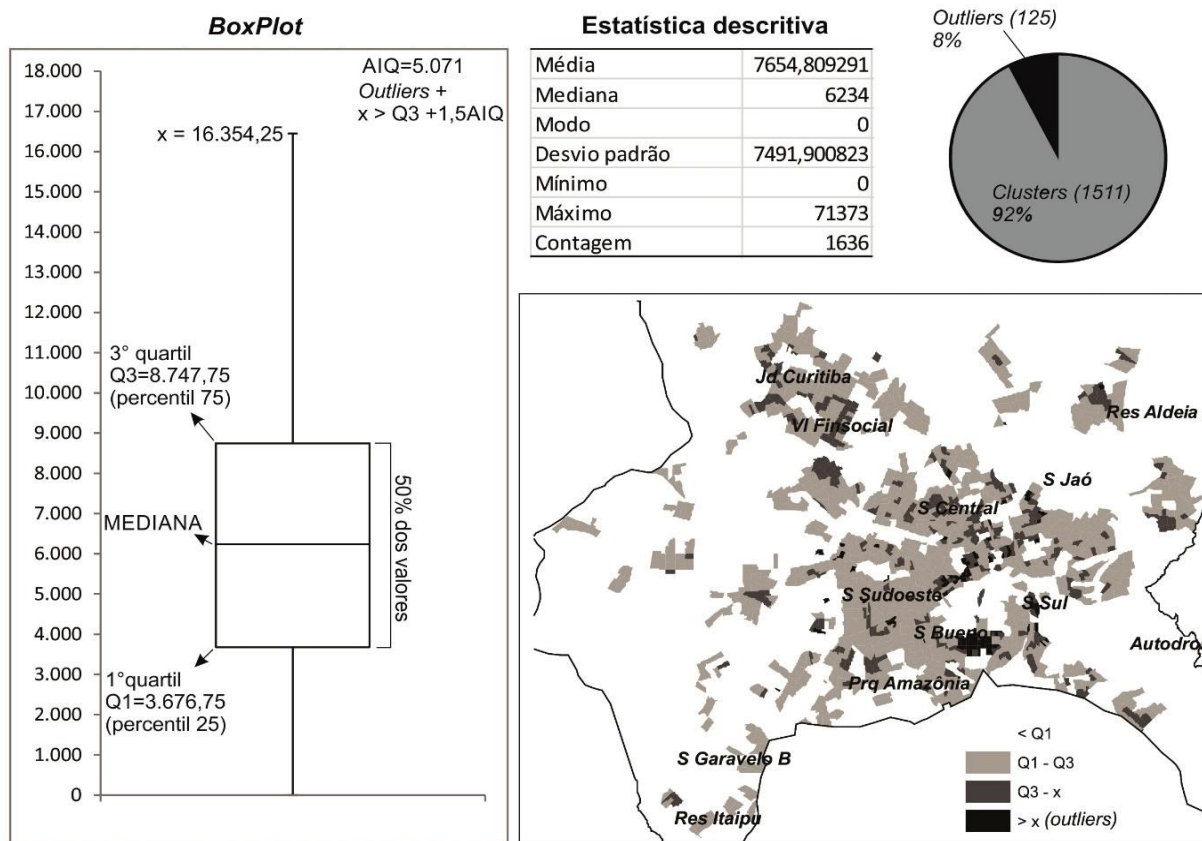 BoxPlot
AIQ=5.071
Outliers +
x > Q3 +1,5AIQ
18.000
17.000
x = 16.354,25
16.000
15.000
14.000
13.000
12.000
11.000
10.000
9.000
8.000
7.000
6.000
5.000
4.000
3.000
2.000
1.000
0
3° quartil
Q3=8.747,75
(percentil 75)
MEDIANA
50% dos valores
1°quartil
Q1=3.676,75
(percentil 25)
Estatística descritiva
Média 7654,809291
Mediana 6234
Modo 0
Desvio padrão 7491,900823
Mínimo 0
Máximo 71373
Contagem 1636
Outliers (125)
8%
Clusters (1511)
92%
Jd Curitiba
Res Aldeia
Vl Finsocial
S Jaó
S Central
S Sudoeste
S Sul
S Bueno
Autodro
Prq Amazônia
S Garavelo B
Res Itaipu
< Q1
Q1 - Q3
Q3 - x
> x (outliers)